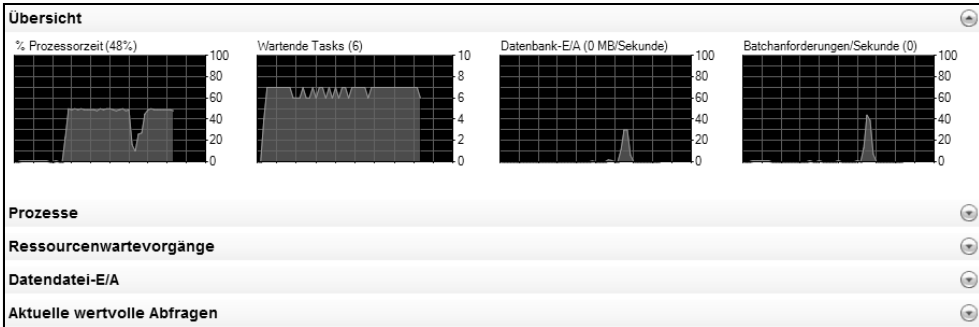 Übersicht
% Prozessorzeit (48%)
100
80
60
40
20
0
Wartende Tasks (6)
10
8
6
4
2
0
Datenbank-E/A (0 MB/Sekunde)
100
80
60
40
20
0
Batchanforderungen/Sekunde (0)
100
80
60
40
20
0
Prozesse
Ressourcenwartevorgänge
Datendatei-E/A
Aktuelle wertvolle Abfragen